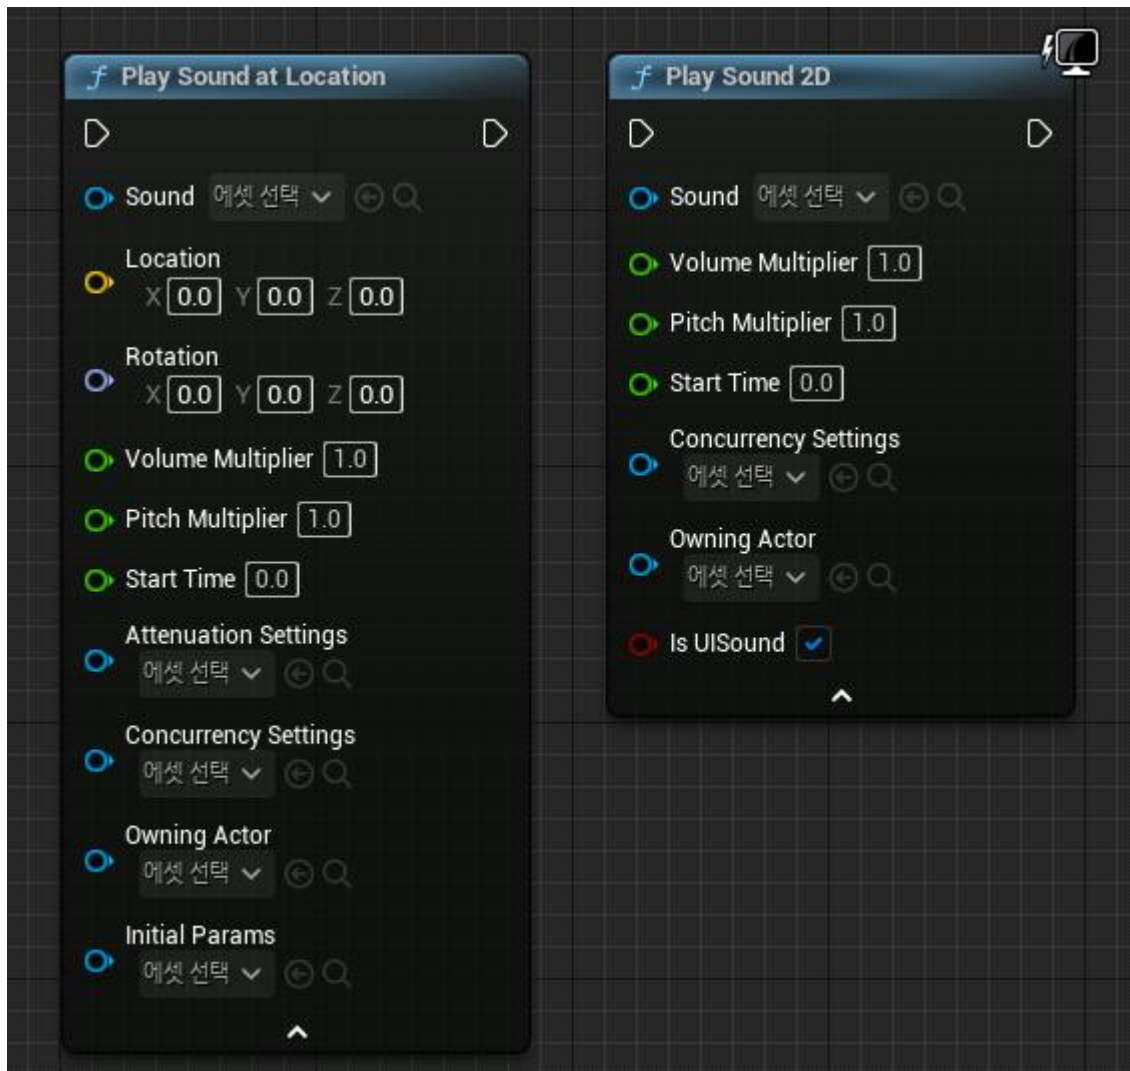 Play Sound at Location
Sound 에셋 선택
Location
X 0.0 Y 0.0 Z 0.0
Rotation
X 0.0 Y 0.0 Z 0.0
Volume Multiplier 1.0
Pitch Multiplier 1.0
Start Time 0.0
Attenuation Settings
에셋 선택
Concurrency Settings
에셋 선택
Owning Actor
에셋 선택
Initial Params
에셋 선택
Play Sound 2D
Sound 에셋 선택
Volume Multiplier 1.0
Pitch Multiplier 1.0
Start Time 0.0
Concurrency Settings
에셋 선택
Owning Actor
에셋 선택
Is UISound